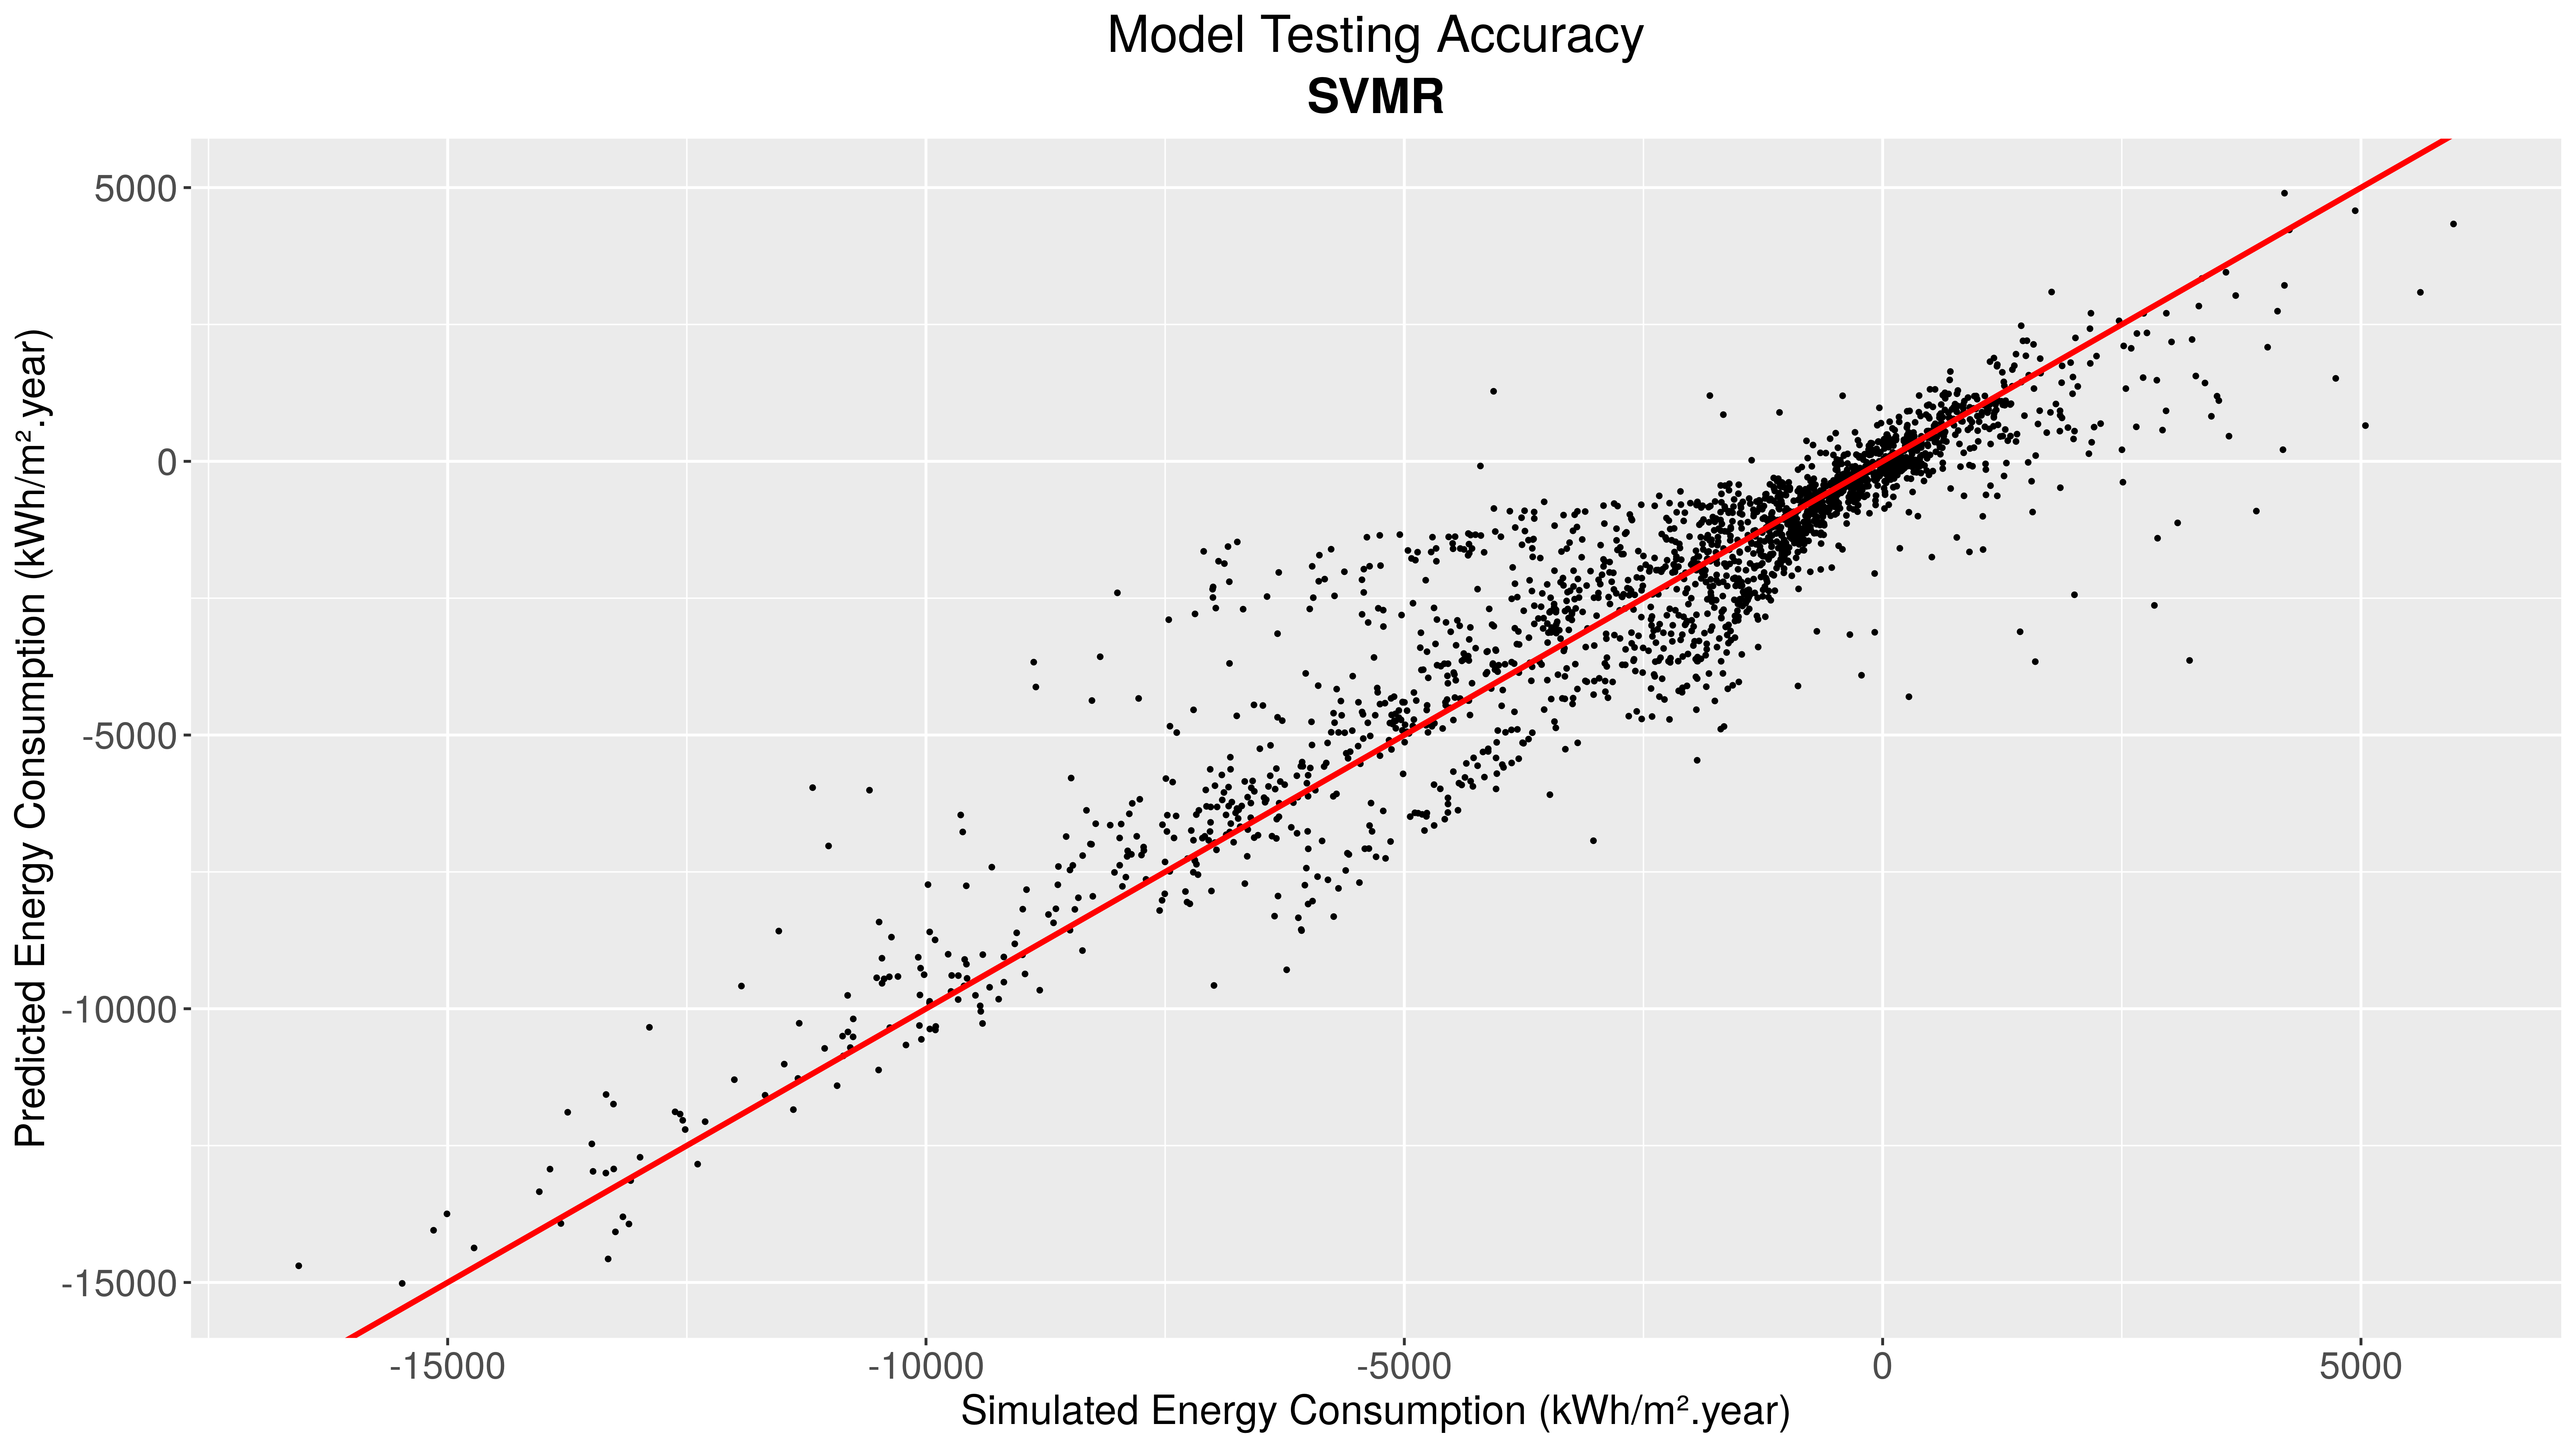 Model Testing Accuracy
SVMR
Predicted Energy Consumption (kWh/m².year)
5000
0
-5000
-10000
-15000
-15000
-10000
-5000
0
5000
Simulated Energy Consumption (kWh/m².year)